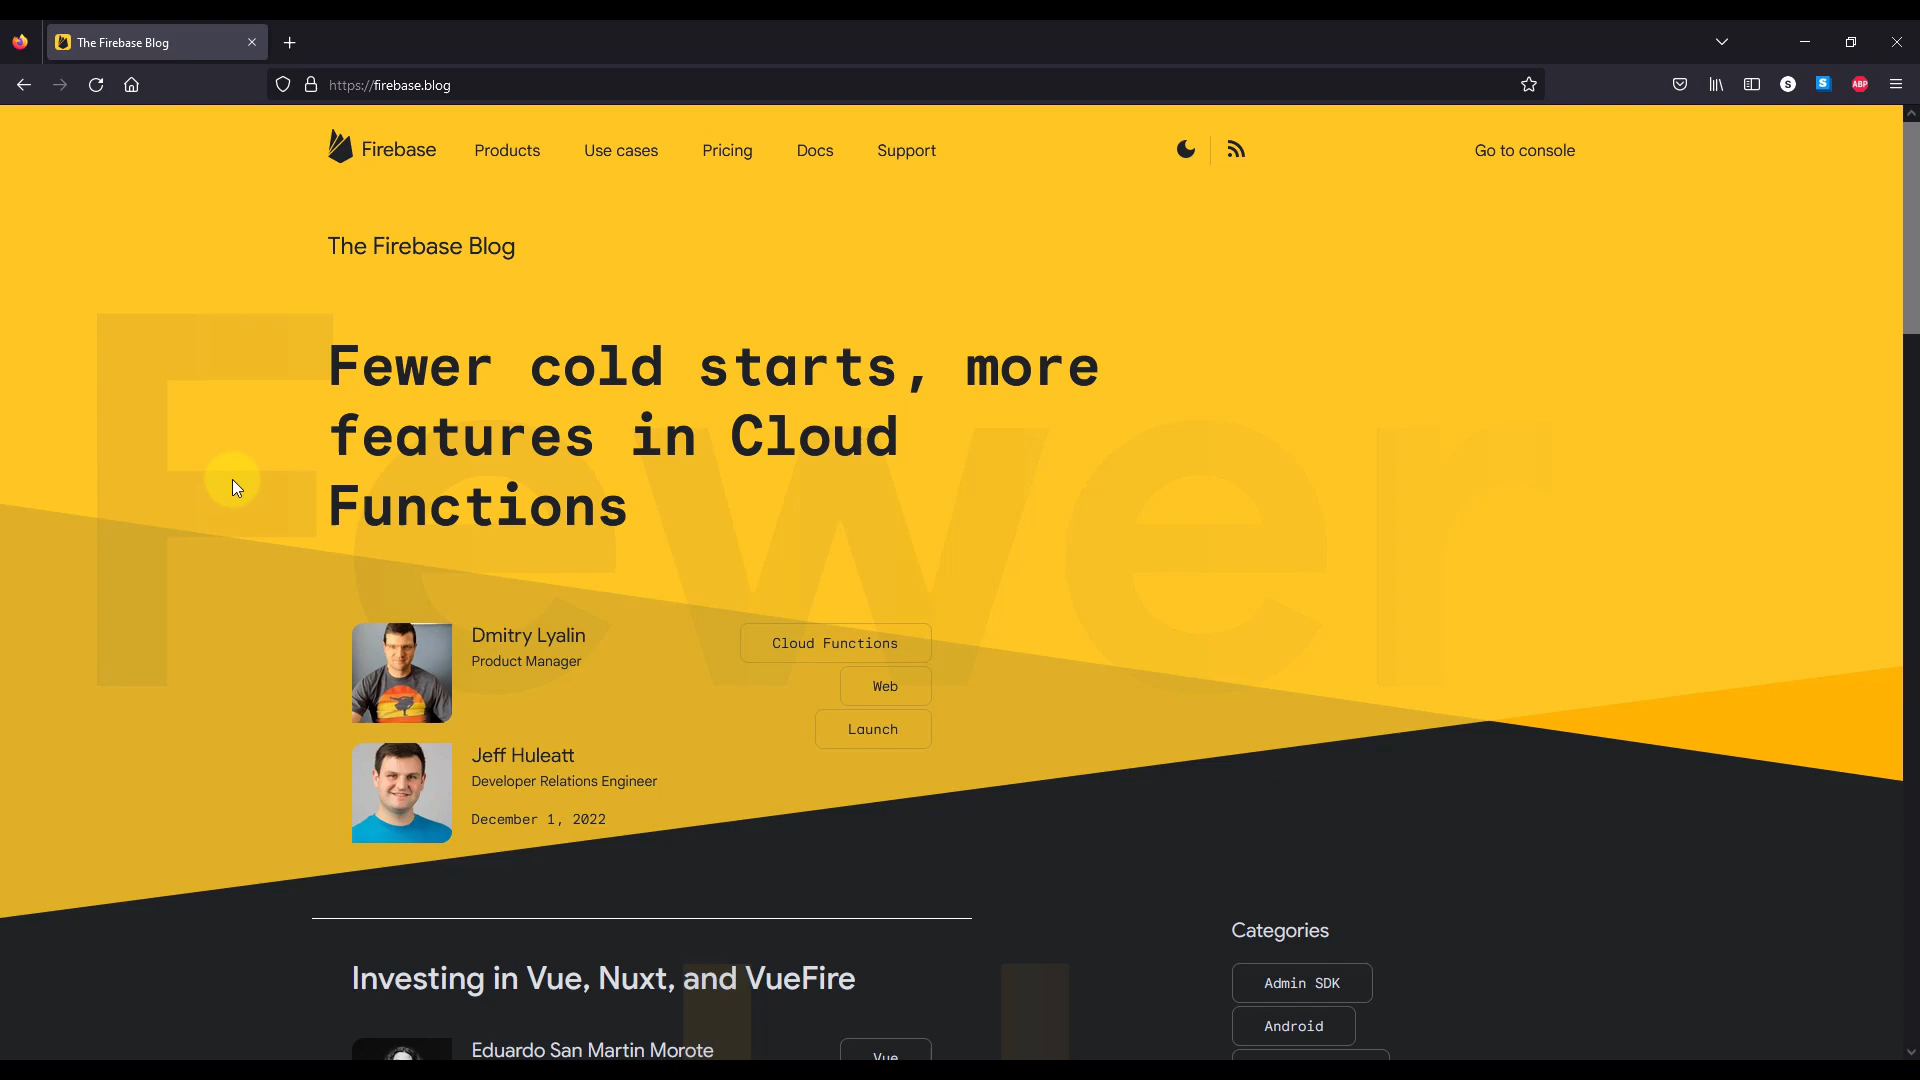 The Firebase Blog
https://firebase.blog
S
S
ABP
Firebase
Products
Use cases
Pricing
Docs
Support
Go to console
The Firebase Blog
Fewer
Fewer cold starts, more
features in Cloud
Functions
Dmitry Lyalin
Product Manager
Cloud Functions
Web
Launch
Jeff Huleatt
Developer Relations Engineer
December 1, 2022
Investing in Vue, Nuxt, and VueFire
Eduardo San Martin Morote
Vue
Categories
Admin SDK
Android